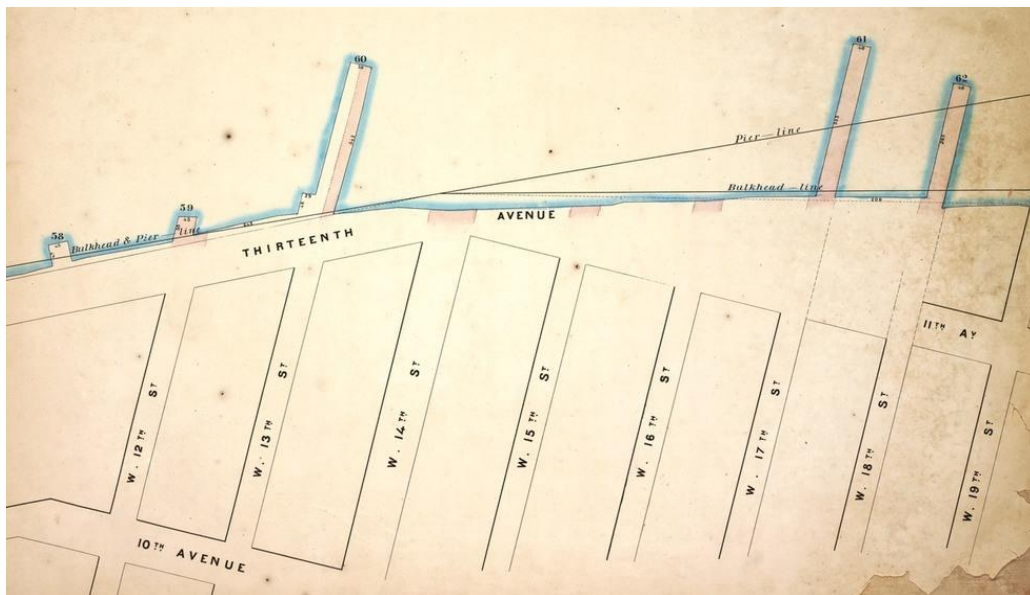 60
61
62
58
59
Pier-line
Bulkhead-line
Bulkhead & Pier line
THIRTEENTH AVENUE
11TH AV
W. 12TH ST
W. 13TH ST
W. 14TH ST
W. 15TH ST
W. 16TH ST
W. 17TH ST
W. 18TH ST
W. 19TH ST
10TH AVENUE